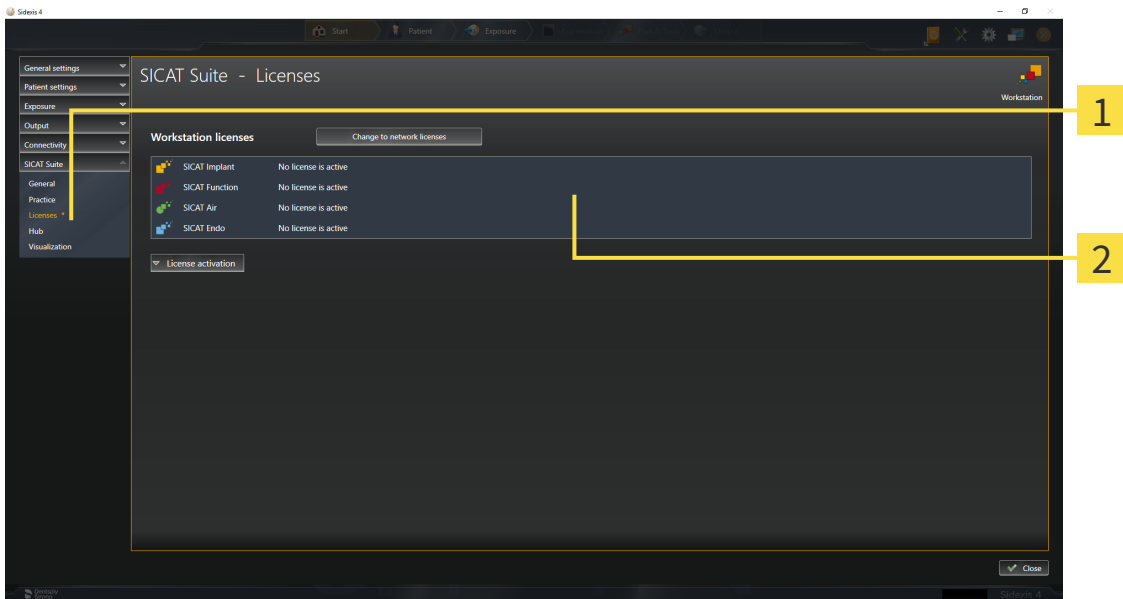 Sidexis 4
Start Patient Exposure
General settings
Patient settings
Exposure
Output
Connectivity
SICAT Suite
General
Practice
Licenses *
Hub
Visualization
SICAT Suite - Licenses
Workstation
Workstation licenses Change to network licenses
SICAT Implant No license is active
SICAT Function No license is active
SICAT Air No license is active
SICAT Endo No license is active
License activation
1
2
Close
Dentsply
Sirona
Sidexis 4